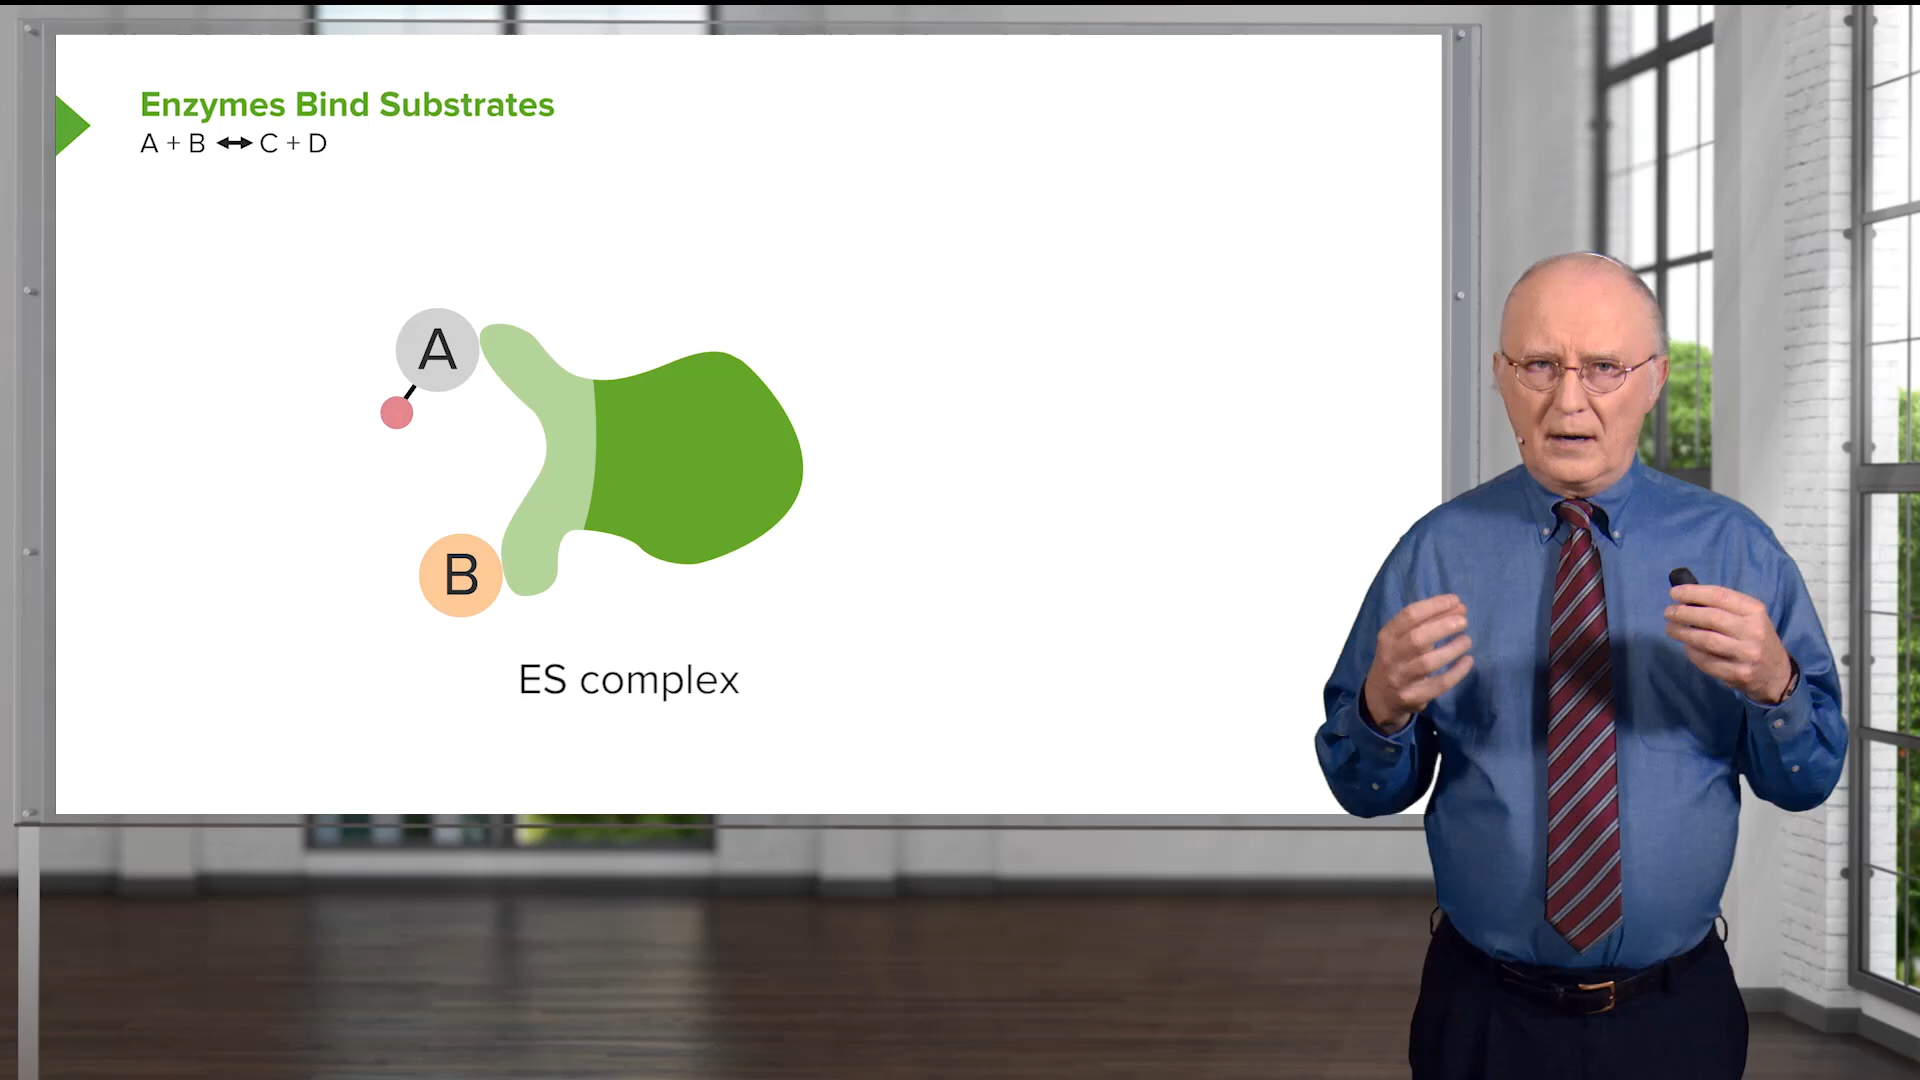 Enzymes Bind Substrates
A + B ↔ C + D
A
B
ES complex